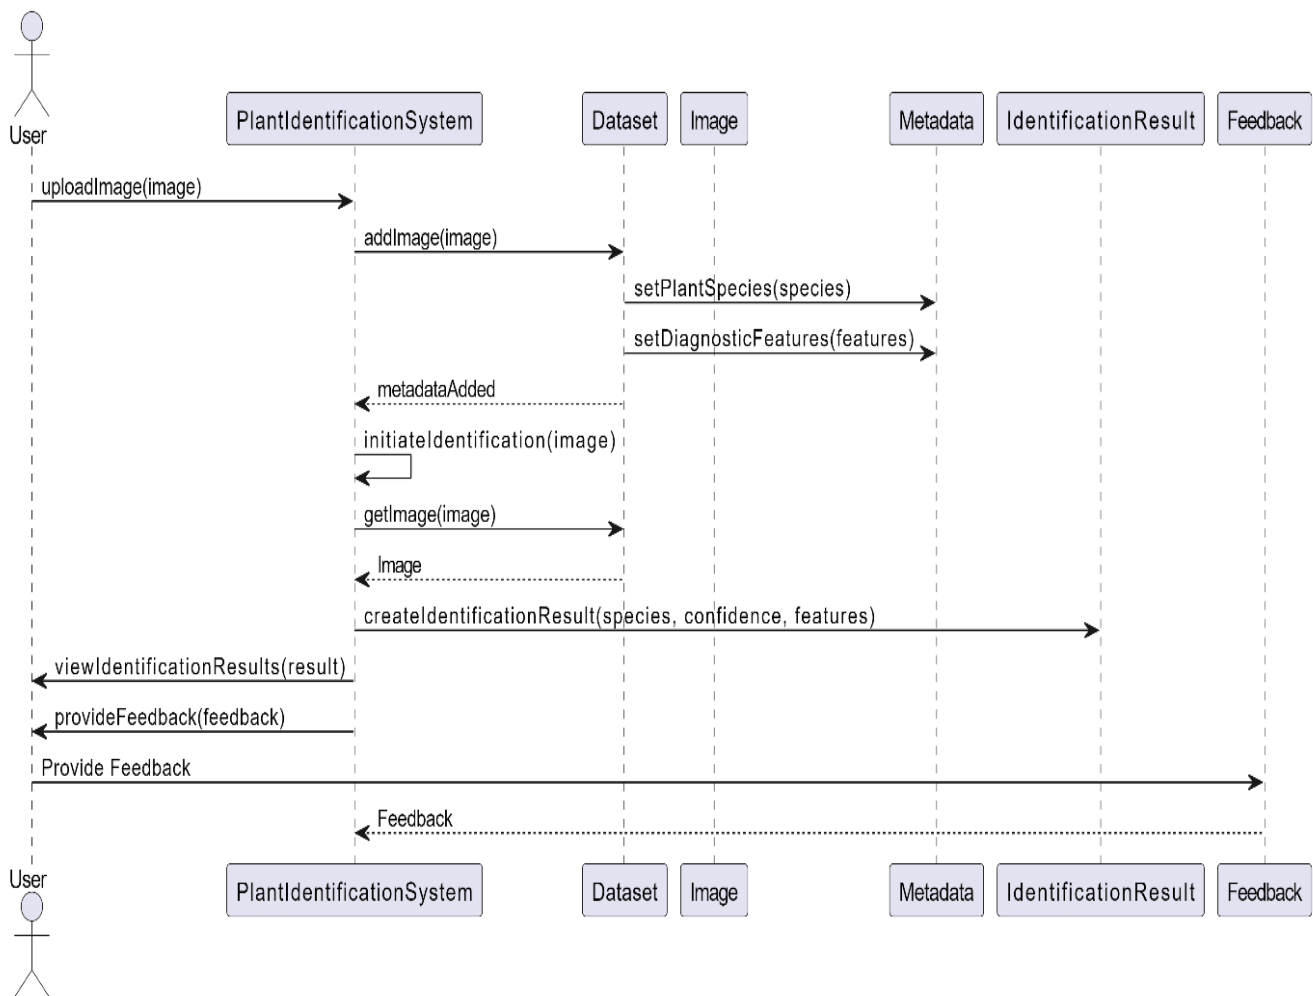 User
PlantIdentificationSystem
Dataset
Image
Metadata
IdentificationResult
Feedback
uploadImage(image)
addImage(image)
setPlantSpecies(species)
setDiagnosticFeatures(features)
metadataAdded
initiateIdentification(image)
getImage(image)
Image
createIdentificationResult(species, confidence, features)
viewIdentificationResults(result)
provideFeedback(feedback)
Provide Feedback
Feedback
User
PlantIdentificationSystem
Dataset
Image
Metadata
IdentificationResult
Feedback